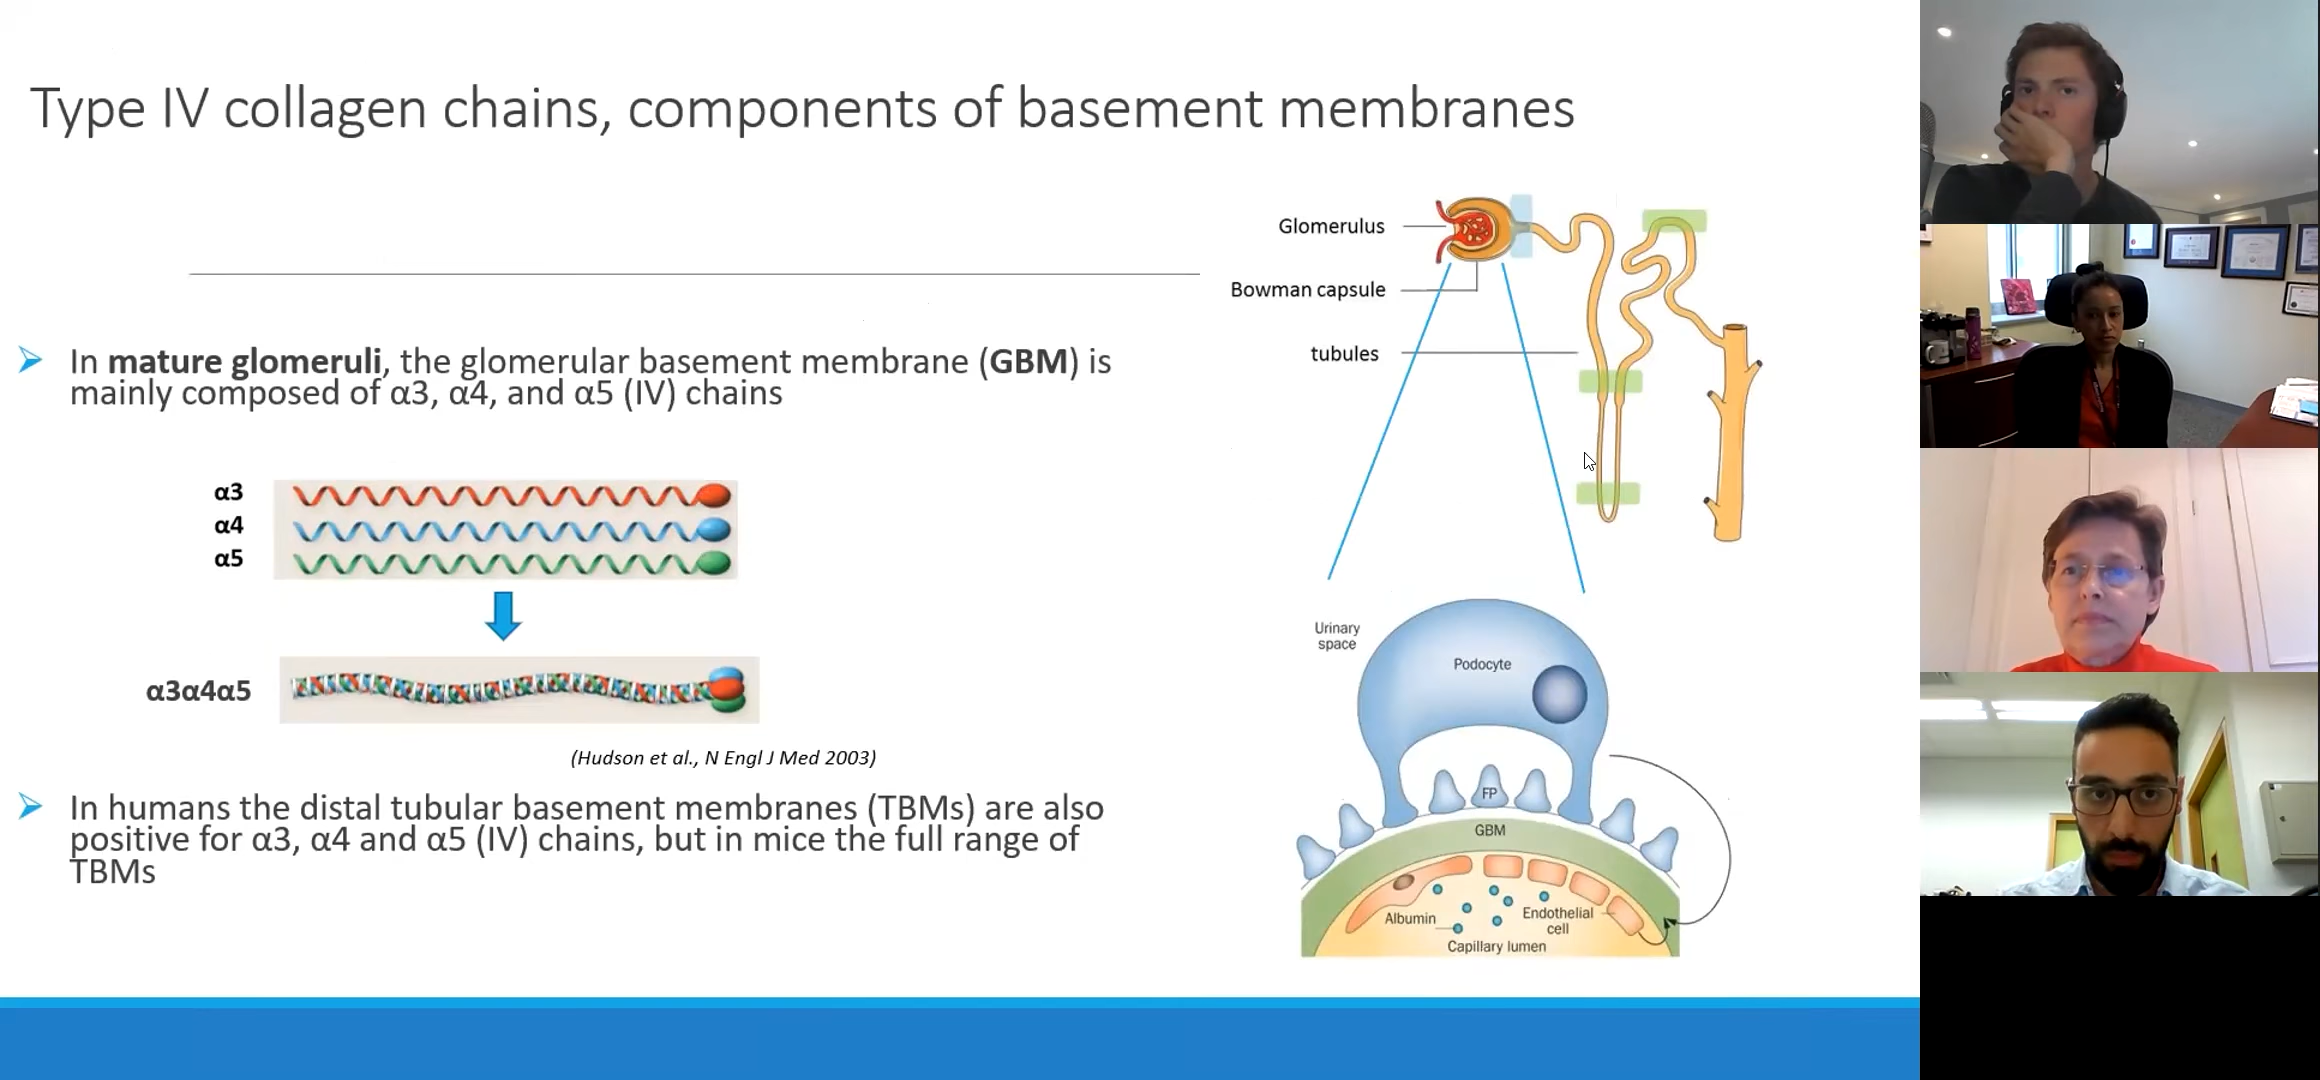 Type IV collagen chains, components of basement membranes
In mature glomeruli, the glomerular basement membrane (GBM) is
mainly composed of α3, α4, and α5 (IV) chains
α3
α4
α5
α3α4α5
(Hudson et al., N Engl J Med 2003)
In humans the distal tubular basement membranes (TBMs) are also
positive for α3, α4 and α5 (IV) chains, but in mice the full range of
TBMs
Glomerulus
Bowman capsule
tubules
Urinary
space
Podocyte
FP
GBM
Albumin
Endothelial
cell
Capillary lumen